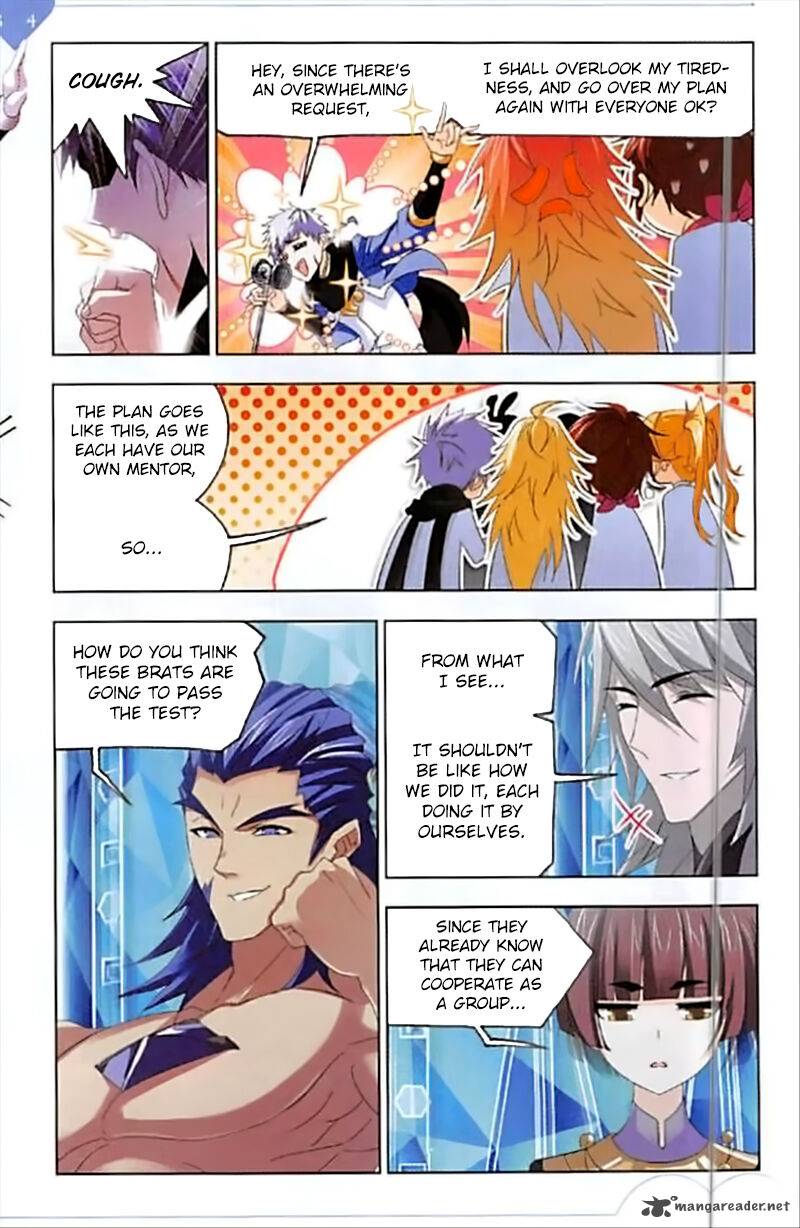 4
COUGH.
HEY, SINCE THERE'S
AN OVERWHELMING
REQUEST,
I SHALL OVERLOOK MY TIRED-
NESS, AND GO OVER MY PLAN
AGAIN WITH EVERYONE OK?
THE PLAN GOES
LIKE THIS, AS WE
EACH HAVE OUR
OWN MENTOR,
SO...
HOW DO YOU THINK
THESE BRATS ARE
GOING TO PASS
THE TEST?
FROM WHAT
I SEE...
IT SHOULDN'T
BE LIKE HOW
WE DID IT, EACH
DOING IT BY
OURSELVES.
SINCE THEY
ALREADY KNOW
THAT THEY CAN
COOPERATE AS
A GROUP...
mangareader.net